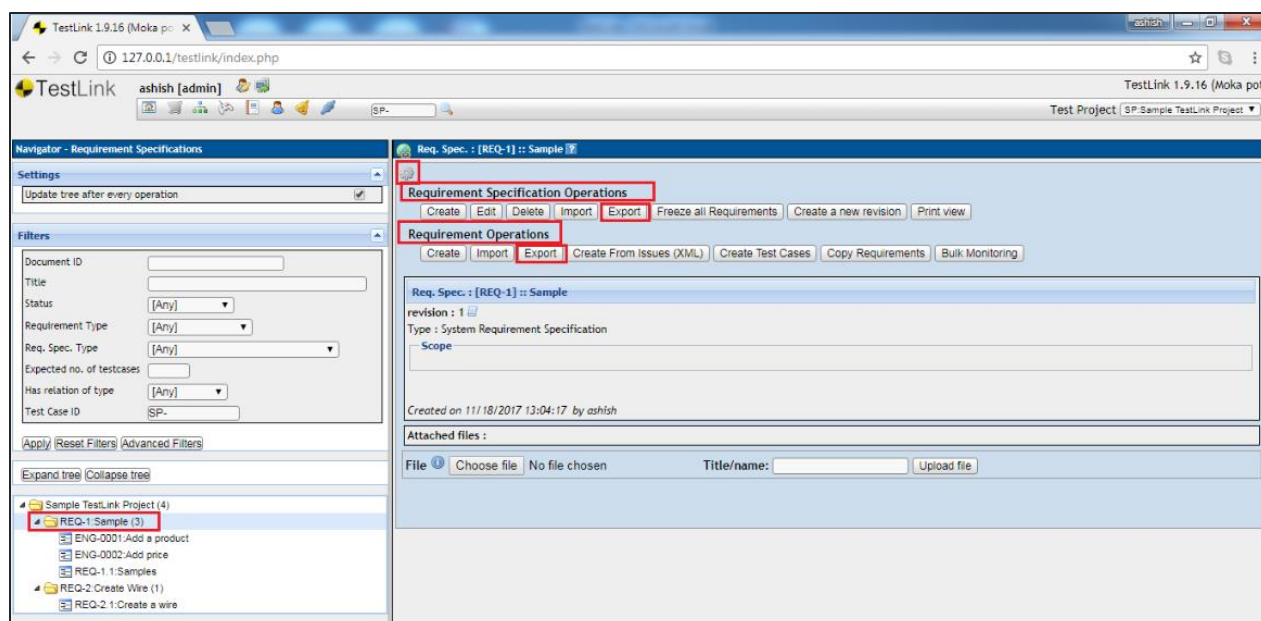 TestLink 1.9.16 (Moka po
ashish
127.0.0.1/testlink/index.php
TestLink ashish [admin]
TestLink 1.9.16 (Moka pot
SP-
Test Project SP:Sample TestLink Project
Navigator - Requirement Specifications
Settings
Update tree after every operation
Filters
Document ID
Title
Status [Any]
Requirement Type [Any]
Req. Spec. Type [Any]
Expected no. of testcases
Has relation of type [Any]
Test Case ID SP-
Apply Reset Filters Advanced Filters
Expand tree Collapse tree
Sample TestLink Project (4)
REQ-1:Sample (3)
ENG-0001:Add a product
ENG-0002:Add price
REQ-1.1:Samples
REQ-2:Create Wire (1)
REQ-2.1:Create a wire
Req. Spec. : [REQ-1] :: Sample ?
Requirement Specification Operations
Create Edit Delete Import Export Freeze all Requirements Create a new revision Print view
Requirement Operations
Create Import Export Create From Issues (XML) Create Test Cases Copy Requirements Bulk Monitoring
Req. Spec. : [REQ-1] :: Sample
revision : 1
Type : System Requirement Specification
Scope
Created on 11/18/2017 13:04:17 by ashish
Attached files :
File Choose file No file chosen Title/name: Upload file